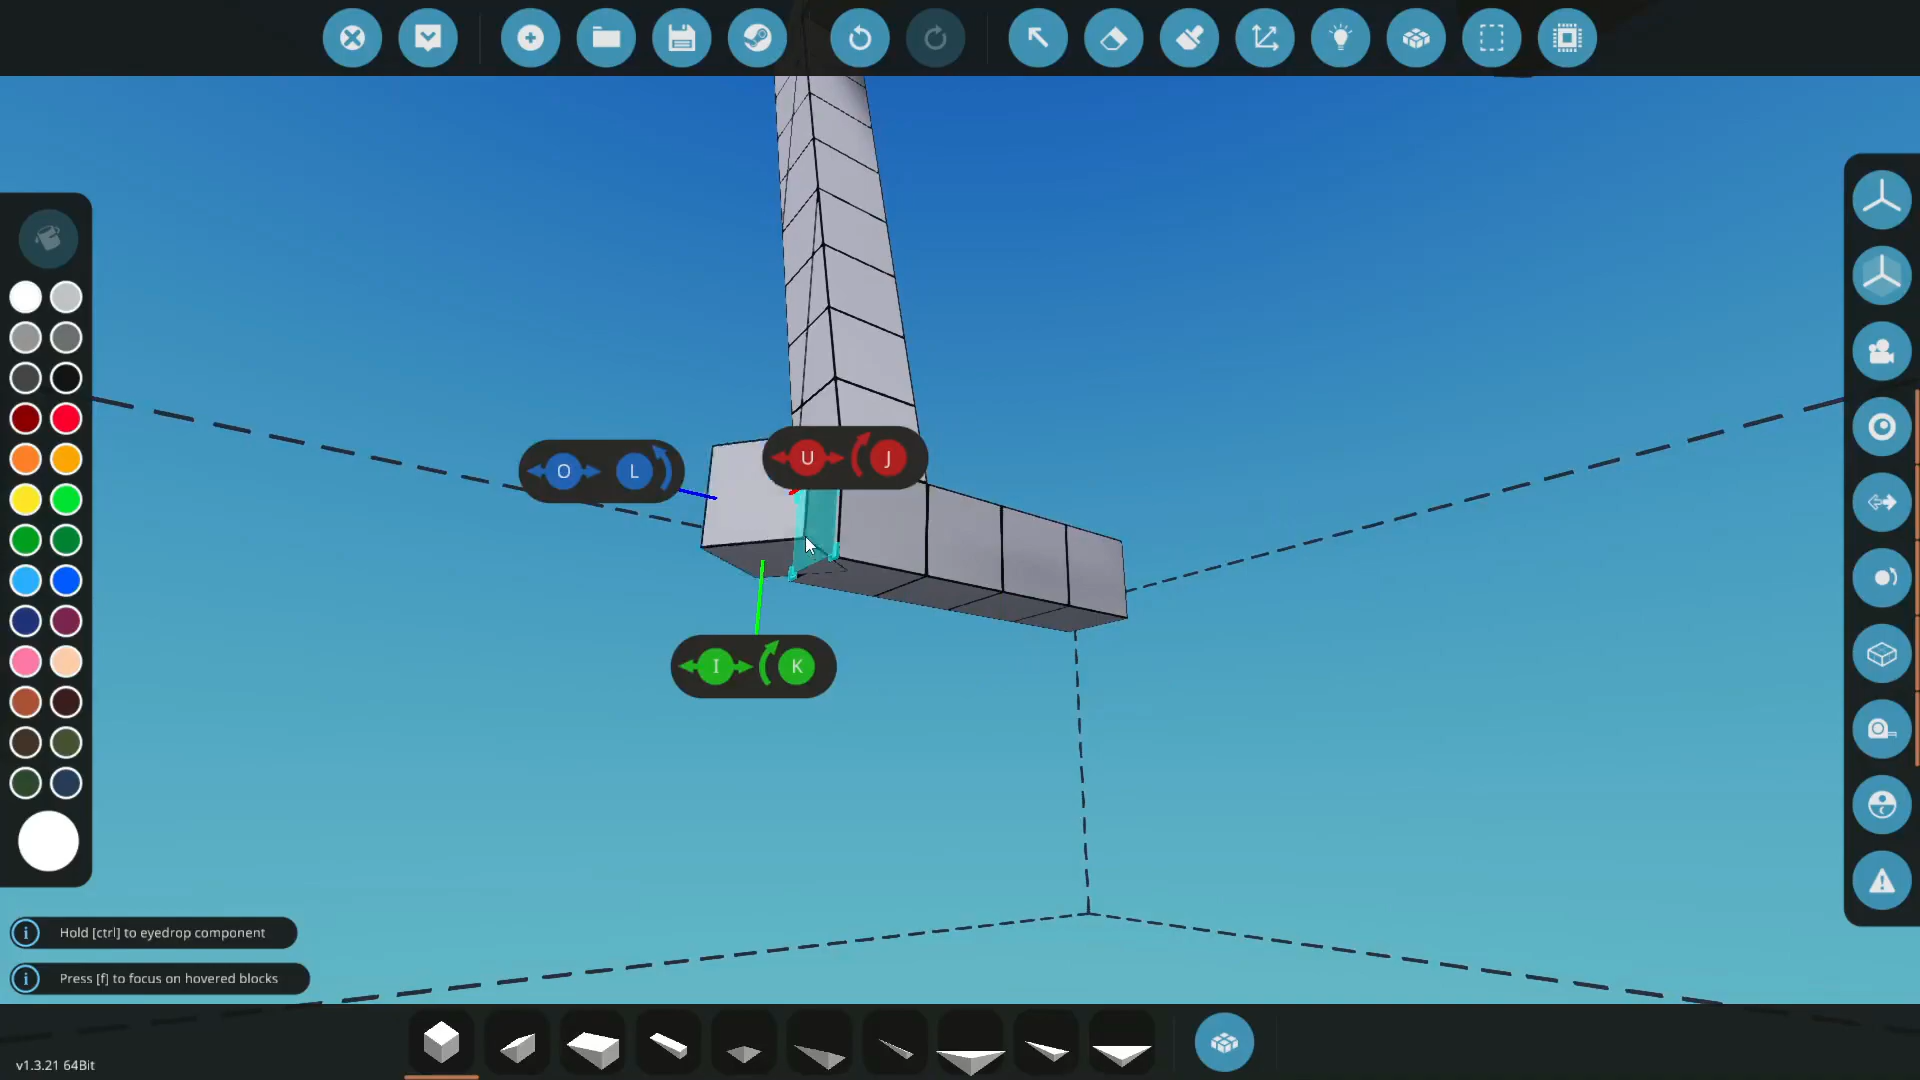 U J
O L
I K
Hold [ctrl] to eyedrop component
Press [f] to focus on hovered blocks
v1.3.21 64Bit